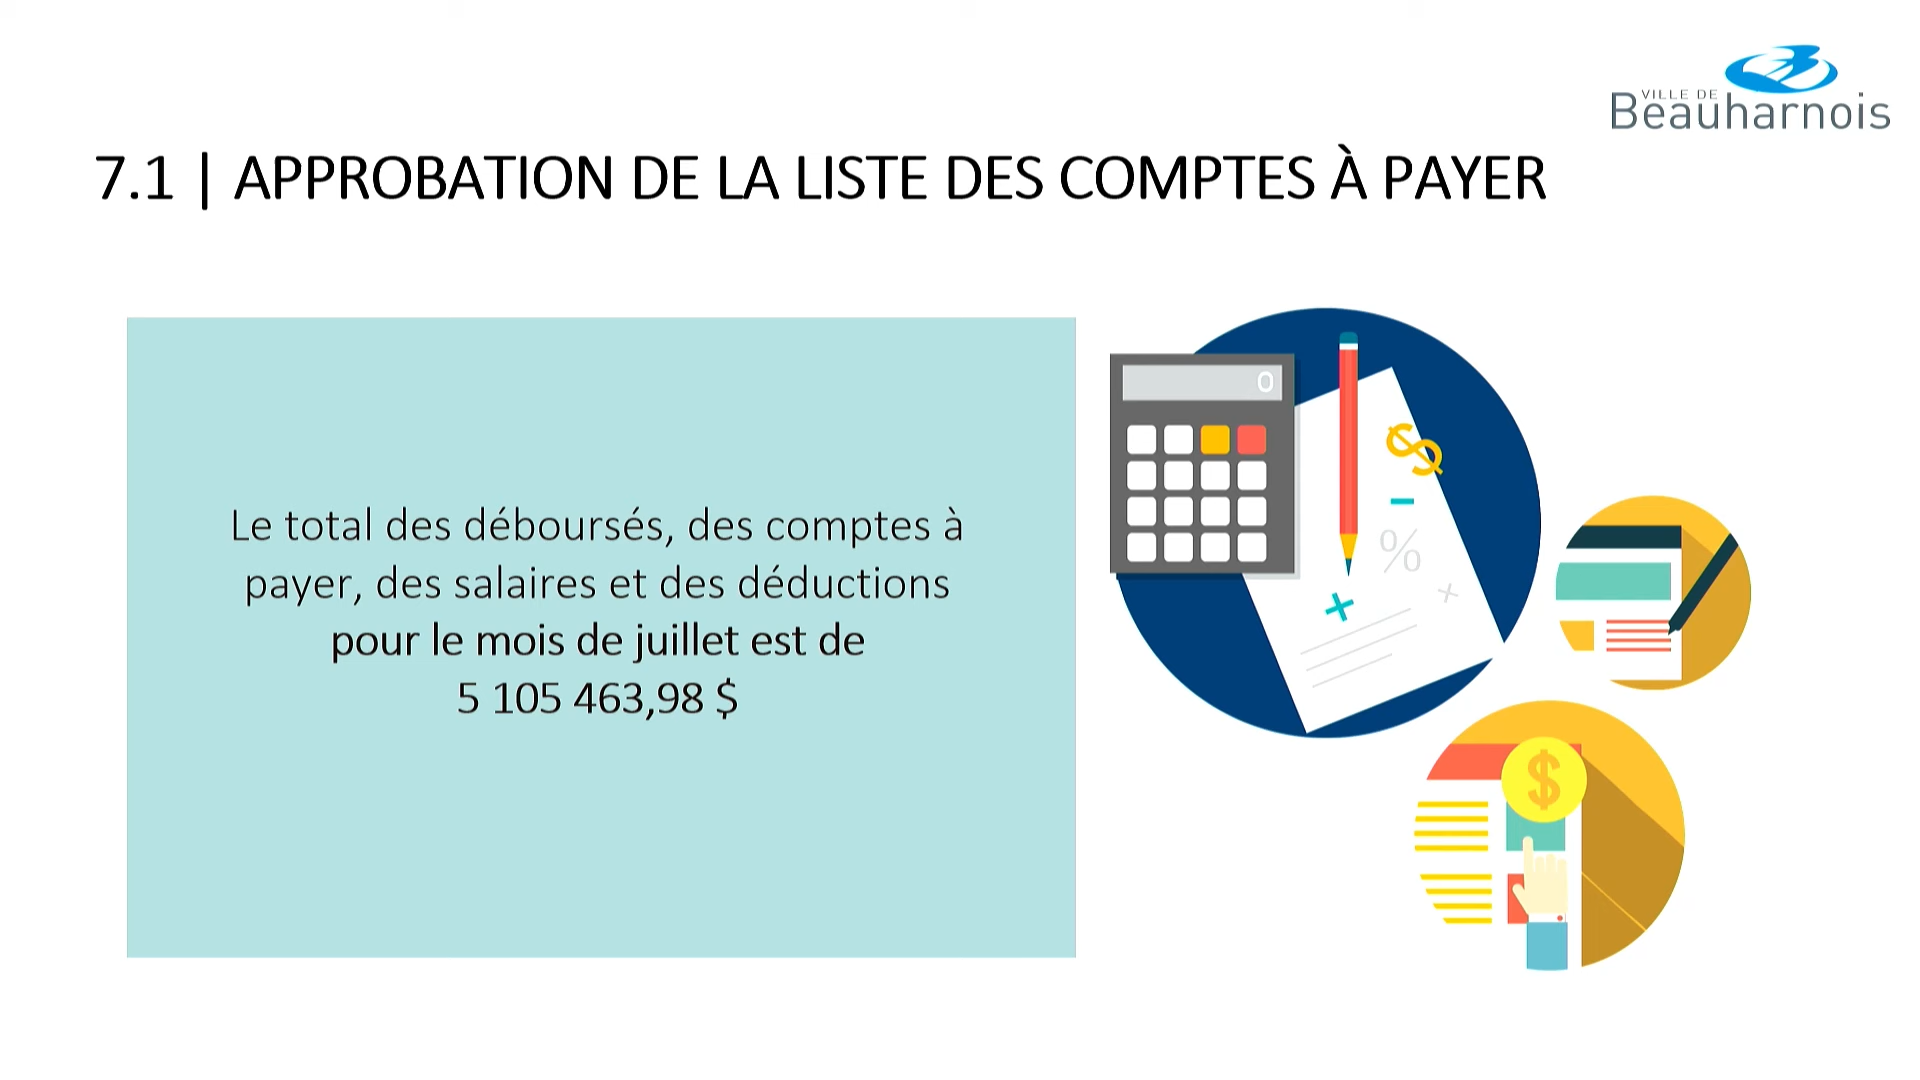 VILLE DE
Beauharnois
7.1 | APPROBATION DE LA LISTE DES COMPTES À PAYER
Le total des déboursés, des comptes à
payer, des salaires et des déductions
pour le mois de juillet est de
5 105 463,98 $
0
$
%
$